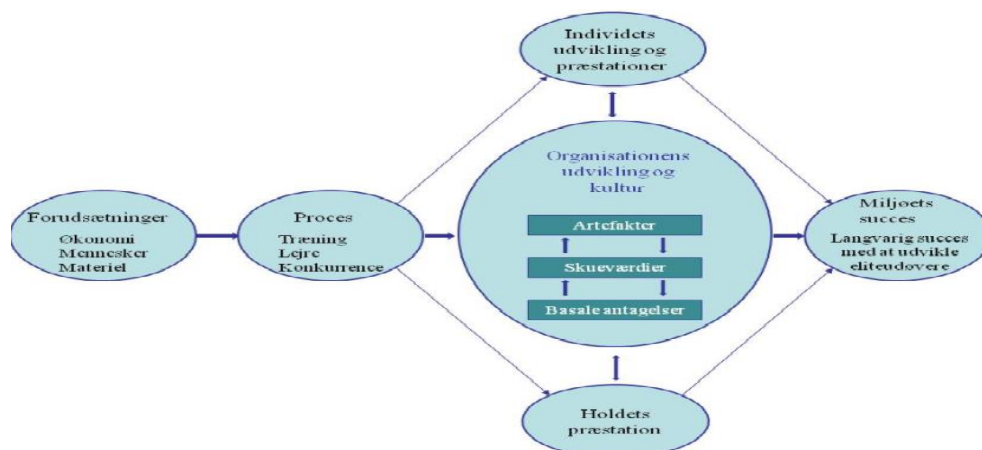 Individets
udvikling og
præstationer
Organisationens
udvikling og
kultur
Artefakter
Skueværdier
Basale antagelser
Forudsætninger
Økonomi
Mennesker
Materiel
Proces
Træning
Lejre
Konkurrence
Miljøets
succes
Langvarig succes
med at udvikle
eliteudøvere
Holdets
præstation